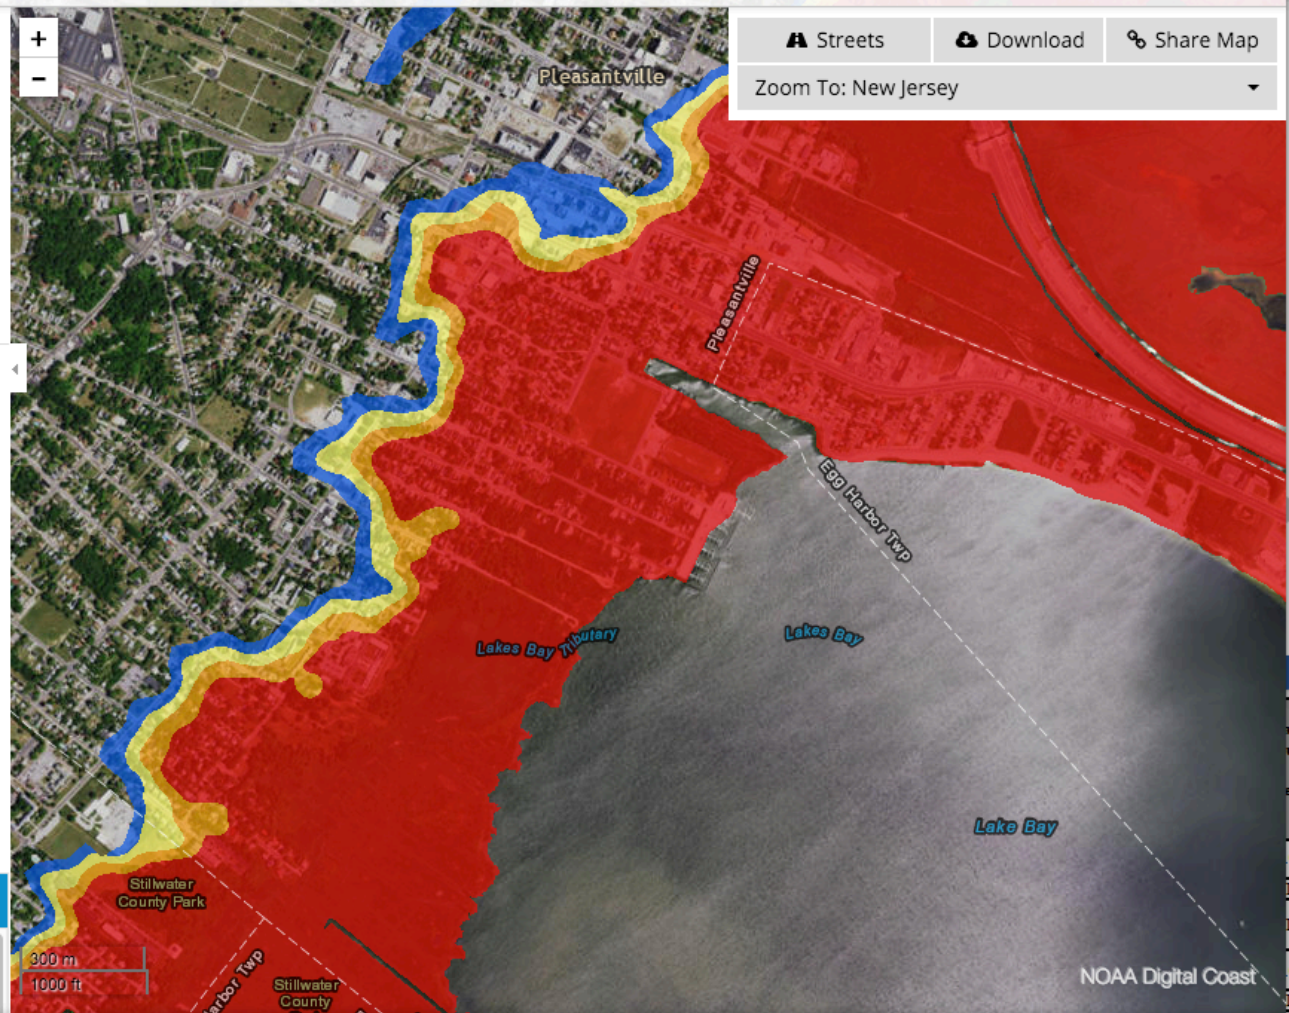 +
−
Streets
Download
Share Map
Zoom To: New Jersey
Pleasantville
Pleasantville
Egg Harbor Twp
Lakes Bay Tributary
Lakes Bay
Lake Bay
Stillwater
County Park
300 m
1000 ft
arbor Twp
Stillwater
County
NOAA Digital Coast